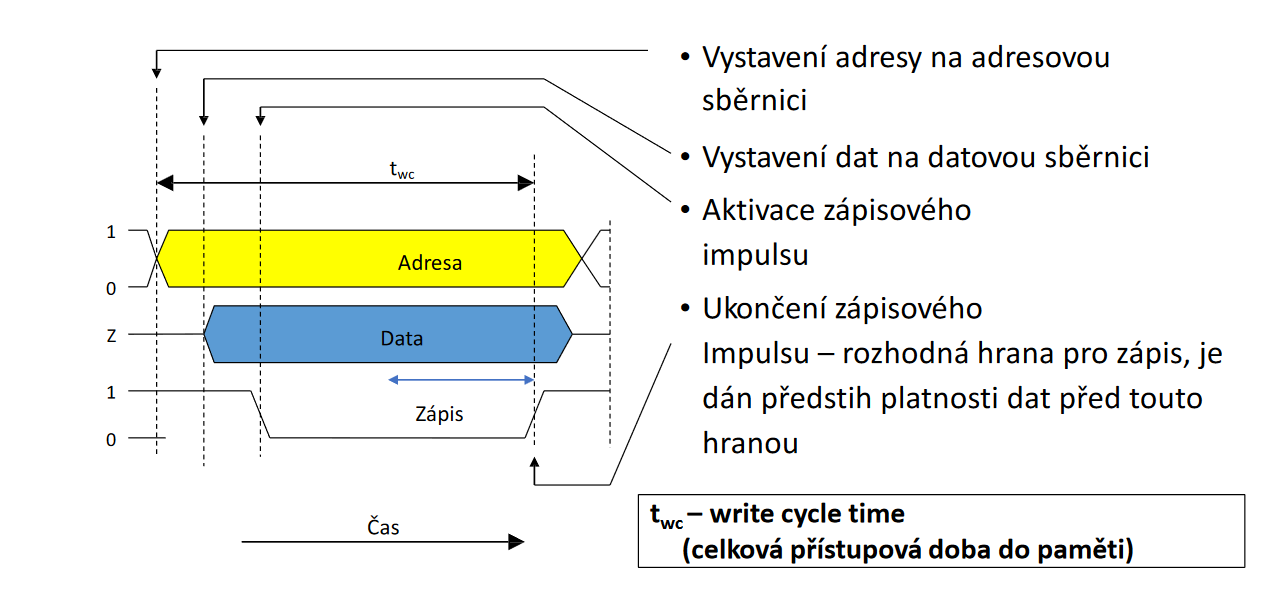 • Vystavení adresy na adresovou
sběrnici
• Vystavení dat na datovou sběrnici
• Aktivace zápisového
impulsu
• Ukončení zápisového
Impulsu – rozhodná hrana pro zápis, je
dán předstih platnosti dat před touto
hranou
twc
1
Adresa
0
Z
Data
1
Zápis
0
Čas
twc – write cycle time
(celková přístupová doba do paměti)